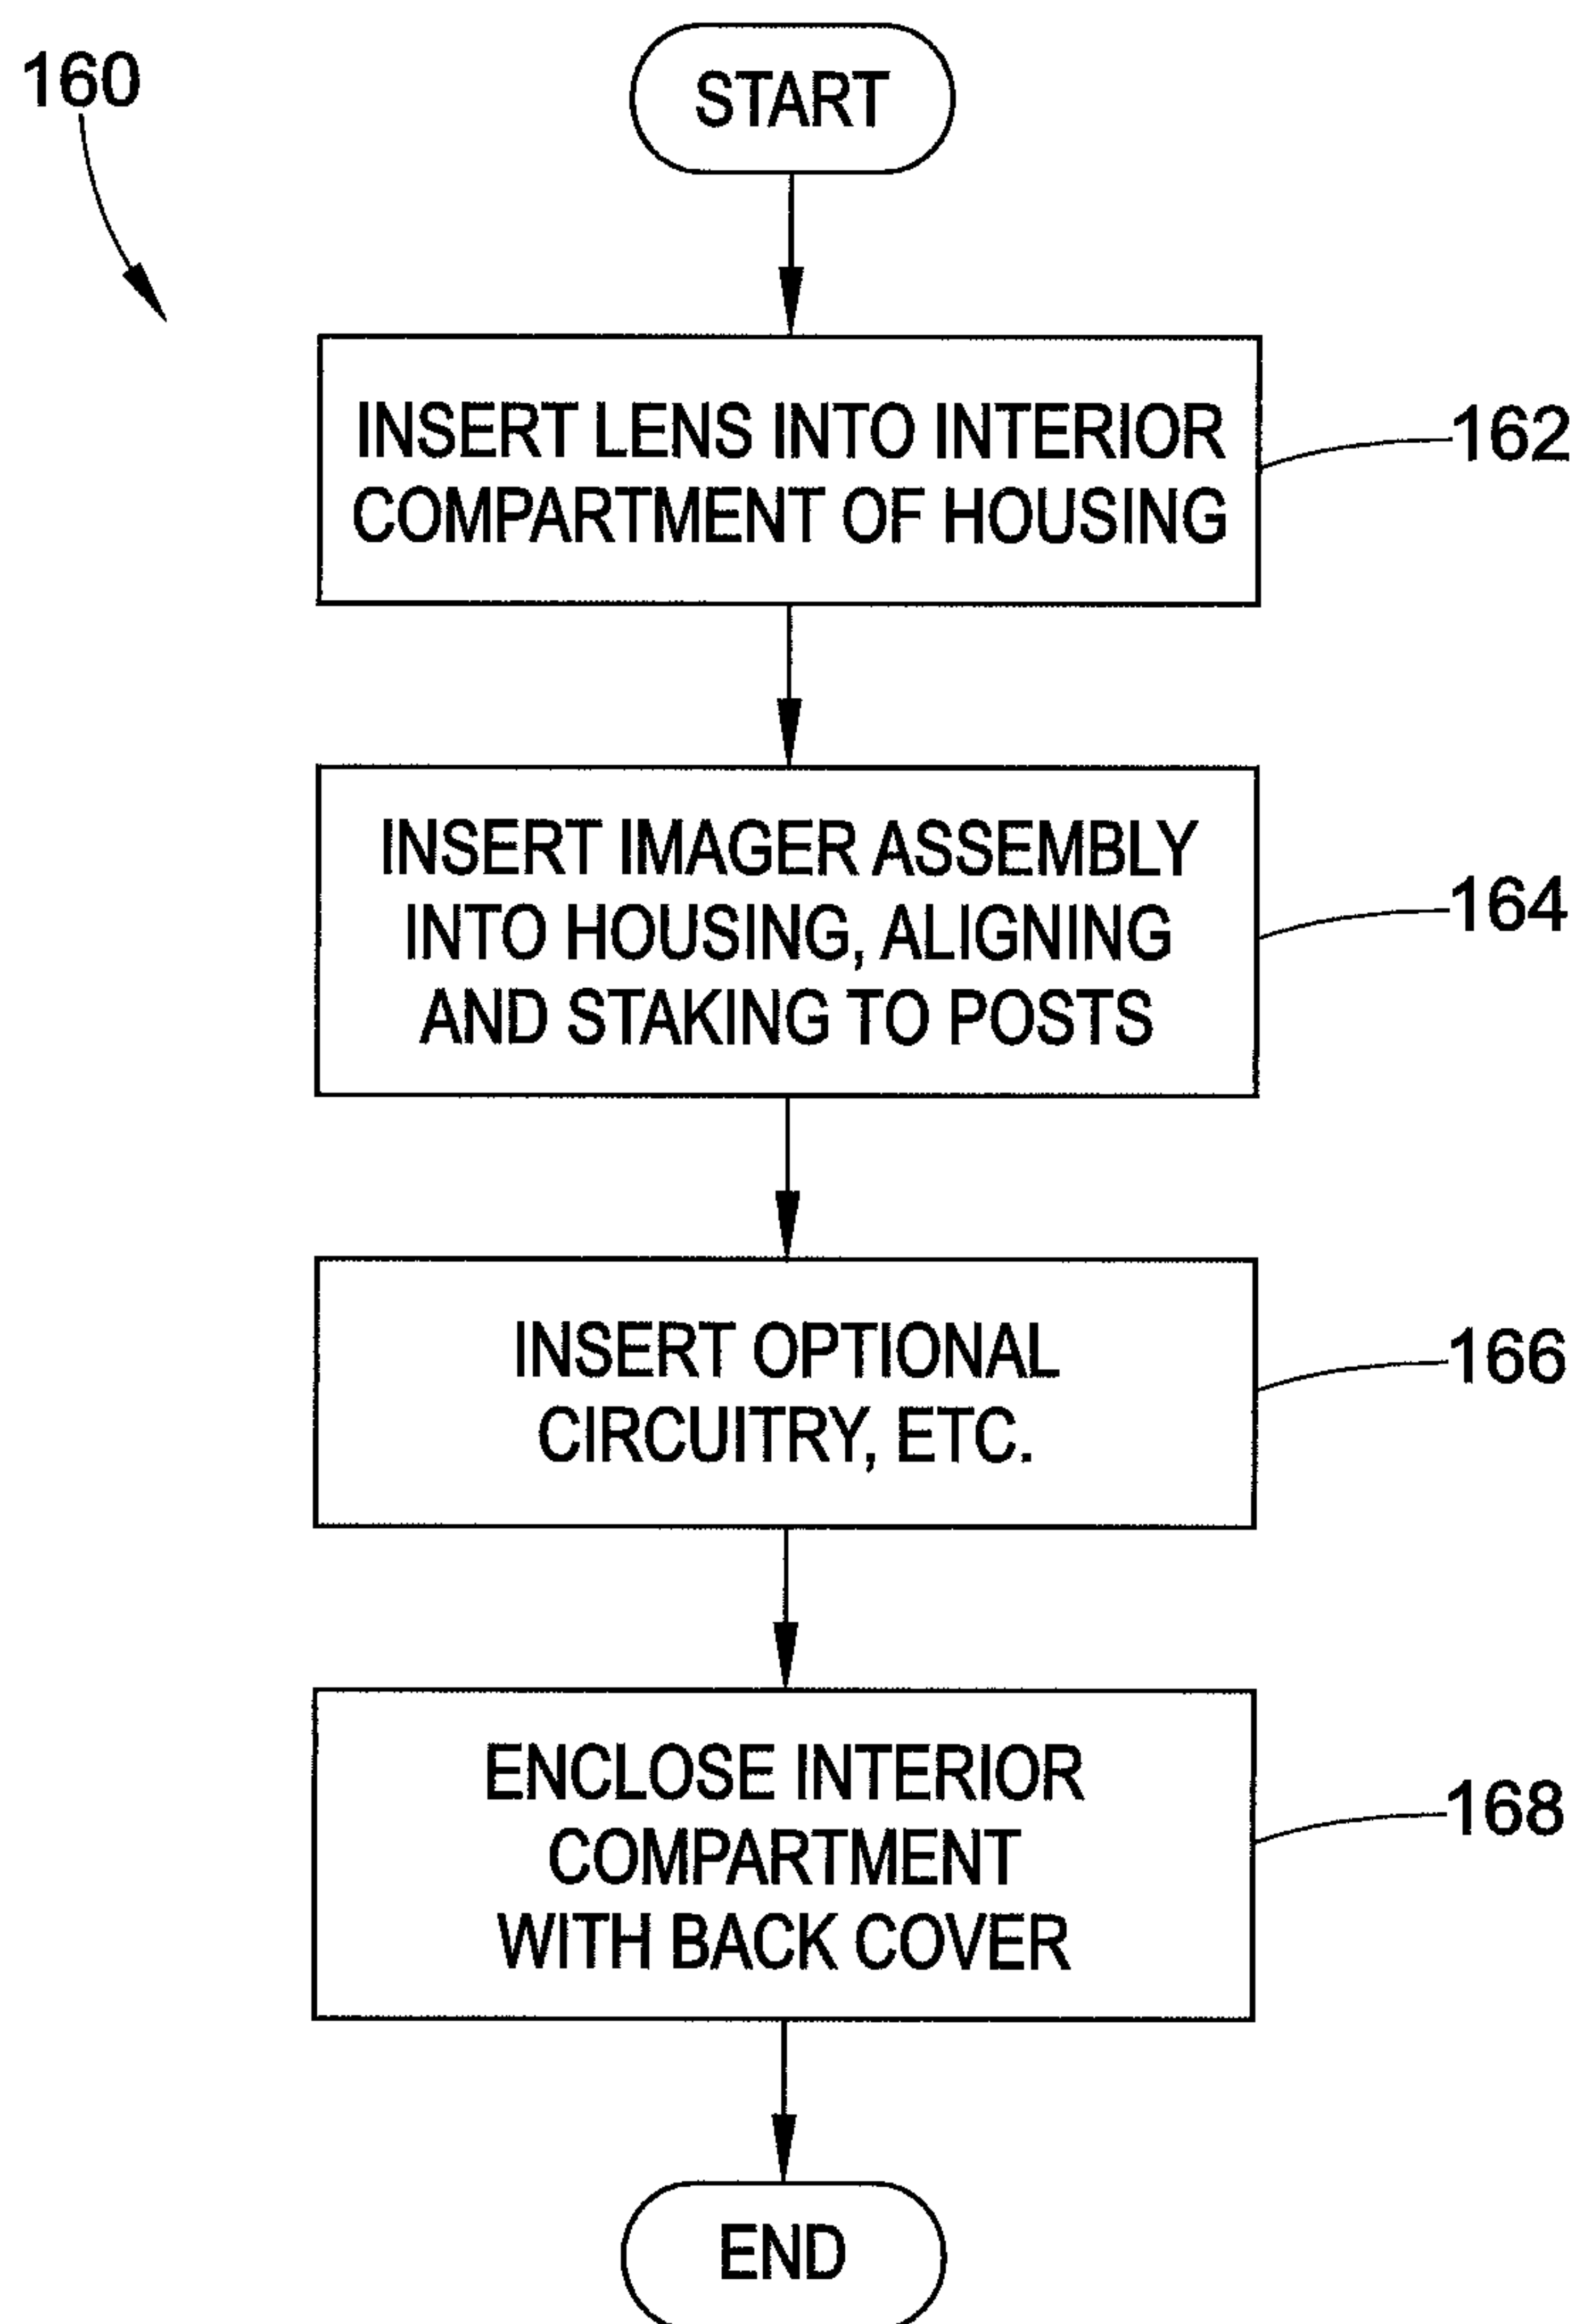 160
START
INSERT LENS INTO INTERIOR
COMPARTMENT OF HOUSING
162
INSERT IMAGER ASSEMBLY
INTO HOUSING, ALIGNING
AND STAKING TO POSTS
164
INSERT OPTIONAL
CIRCUITRY, ETC.
166
ENCLOSE INTERIOR
COMPARTMENT
WITH BACK COVER
168
END